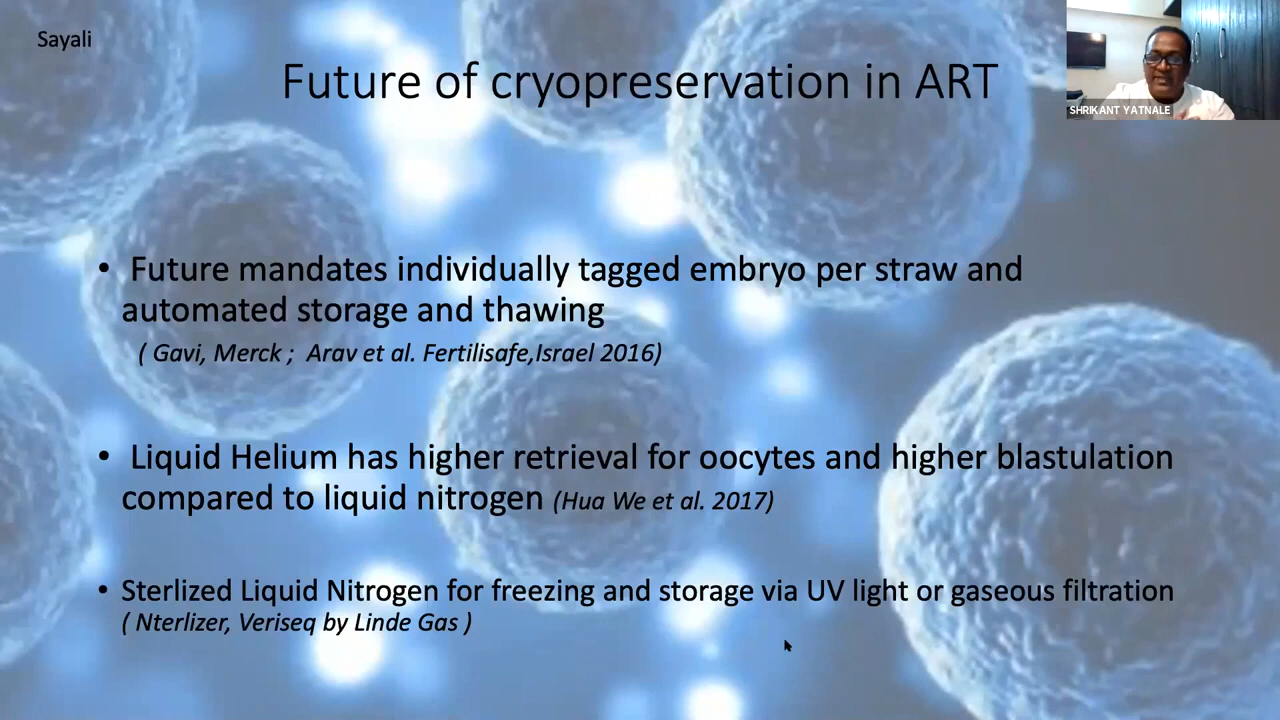 Sayali
Future of cryopreservation in ART
SHRIKANT YATNALE
• Future mandates individually tagged embryo per straw and
automated storage and thawing
( Gavi, Merck ; Arav et al. Fertilisafe,Israel 2016)
• Liquid Helium has higher retrieval for oocytes and higher blastulation
compared to liquid nitrogen (Hua We et al. 2017)
• Sterlized Liquid Nitrogen for freezing and storage via UV light or gaseous filtration
( Nterlizer, Veriseq by Linde Gas )